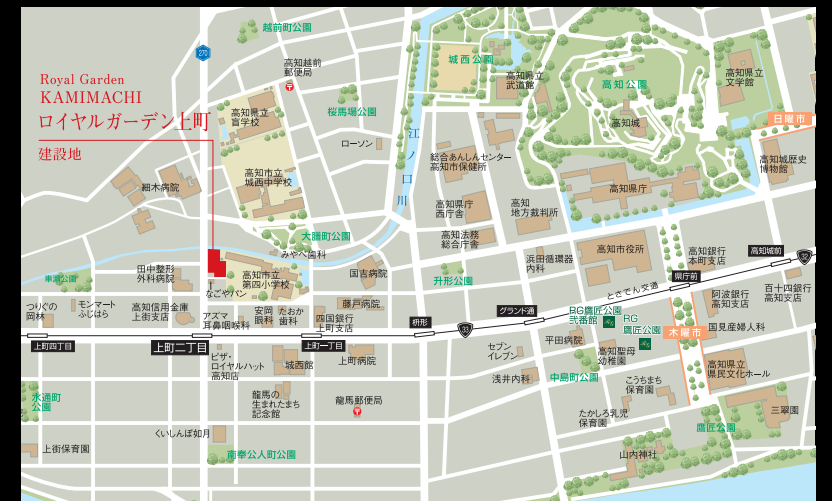 越前町公園
270
高知越前
郵便局
Royal Garden
KAMIMACHI
ロイヤルガーデン上町
建設地
城西公園
高知県立
武道館
高知公園
高知県立
文学館
高知県立
盲学校
桜馬場公園
高知城
日曜市
ローソン
江ノ口川
総合あんしんセンター
高知市保健所
高知城歴史
博物館
高知市立
城西中学校
細木病院
高知県庁
高知県庁
西庁舎
高知
地方裁判所
大膳町公園
高知法務
総合庁舎
みやべ歯科
高知市役所
高知銀行
本町支店
高知城前
32
浜田循環器
内科
田中整形
外科病院
高知市立
第四小学校
国吉病院
升形公園
県庁前
車瀬公園
なごやパン
とさでん交通
阿波銀行
高知支店
百十四銀行
高知支店
つりぐの
岡林
モンマート
ふじはら
高知信用金庫
上街支店
アズマ
耳鼻咽喉科
安岡
眼科
たおか
歯科
藤戸病院
四国銀行
上町支店
枡形
33
グランド通
RG鷹匠公園
弐番館
RG
鷹匠公園
木曜市
国見産婦人科
上町四丁目
上町二丁目
上町一丁目
ピザ・
ロイヤルハット
高知店
城西館
上町病院
セブン
イレブン
平田病院
高知聖母
幼稚園
浅井内科
中島町公園
こうちまち
保育園
高知県立
県民文化ホール
水通町
公園
龍馬の
生まれたまち
記念館
龍馬郵便局
たかしろ乳児
保育園
三翠園
鷹匠公園
くいしんぼ如月
上街保育園
南奉公人町公園
山内神社